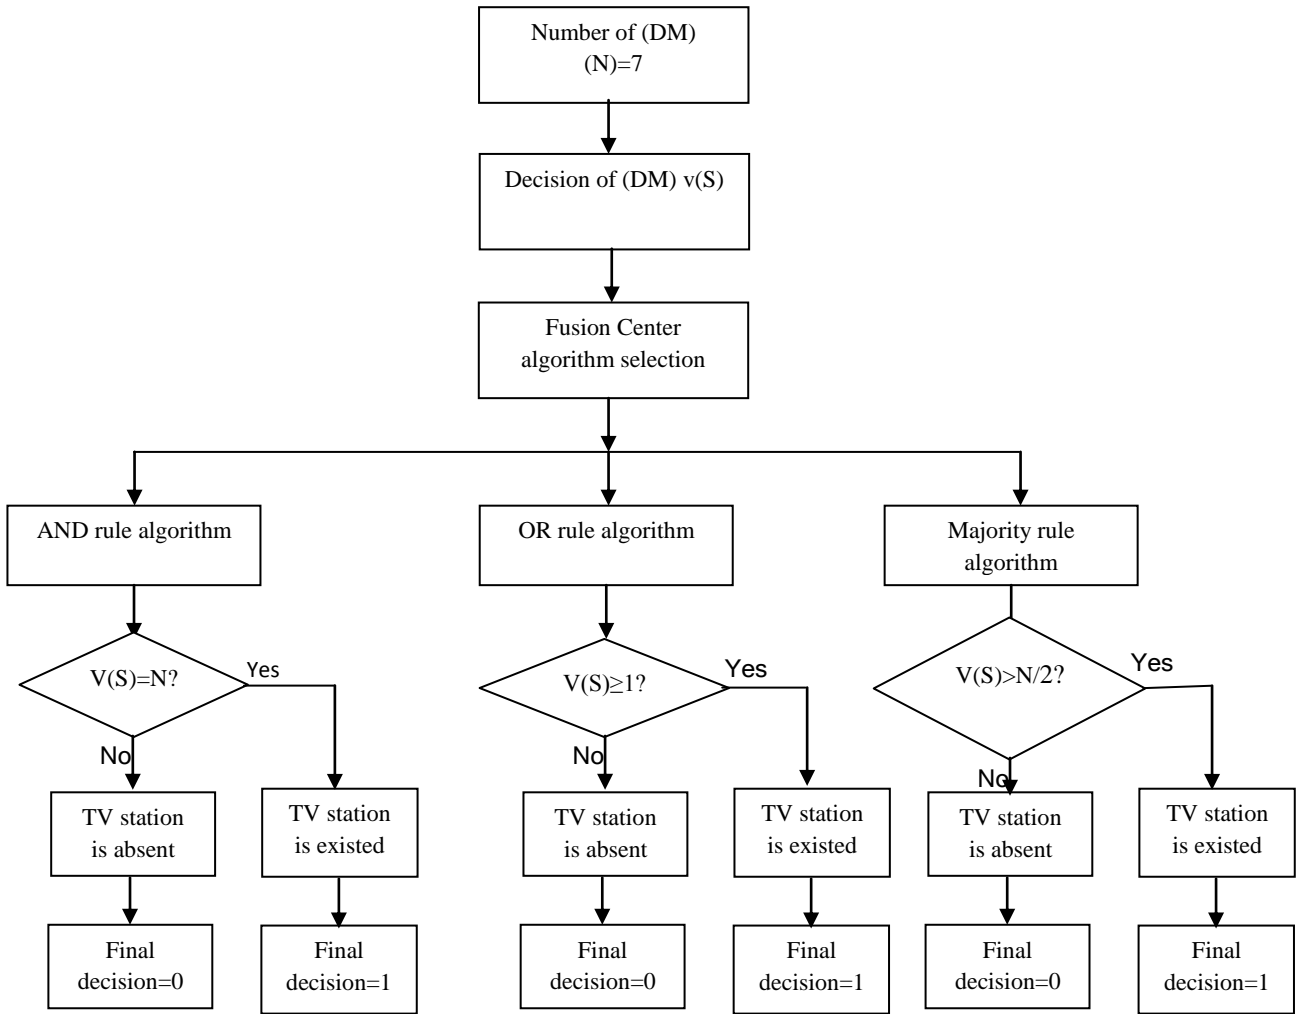 Number of (DM)
(N)=7
Decision of (DM) v(S)
Fusion Center
algorithm selection
AND rule algorithm
OR rule algorithm
Majority rule
algorithm
V(S)=N?
Yes
No
V(S)≥1?
Yes
No
V(S)>N/2?
Yes
No
TV station
is absent
TV station
is existed
TV station
is absent
TV station
is existed
TV station
is absent
TV station
is existed
Final
decision=0
Final
decision=1
Final
decision=0
Final
decision=1
Final
decision=0
Final
decision=1